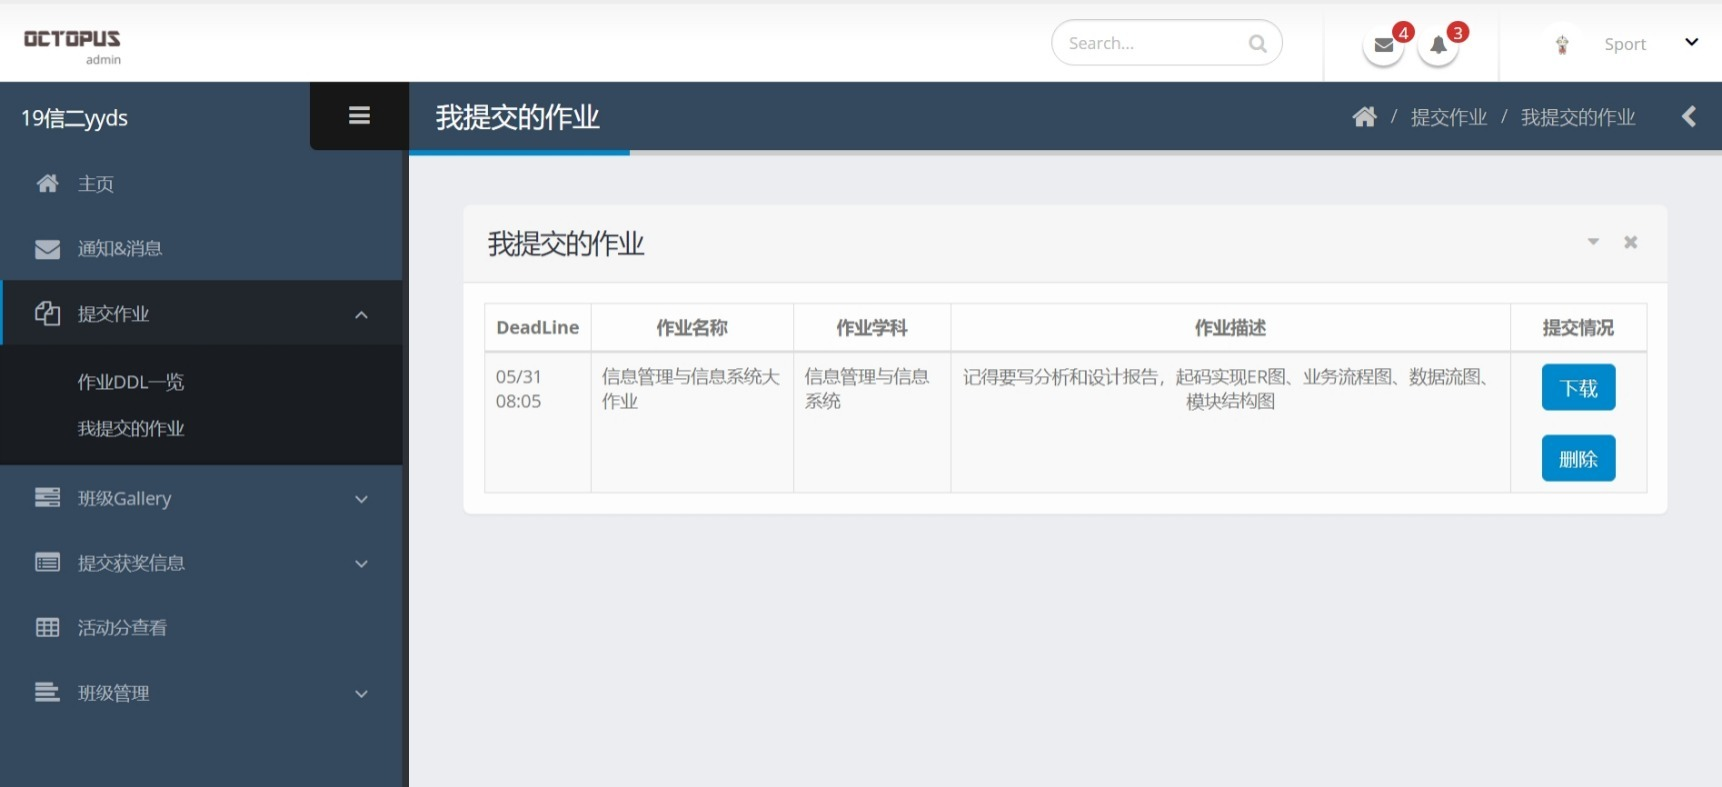 OCTOPUS
admin
Search...
4
3
Sport
19信二yyds
我提交的作业
/ 提交作业 / 我提交的作业
主页
通知&消息
提交作业
作业DDL一览
我提交的作业
班级Gallery
提交获奖信息
活动分查看
班级管理
我提交的作业
DeadLine 作业名称 作业学科 作业描述 提交情况
05/31
08:05
信息管理与信息系统大
作业
信息管理与信息
系统
记得要写分析和设计报告，起码实现ER图、业务流程图、数据流图、
模块结构图
下载
删除